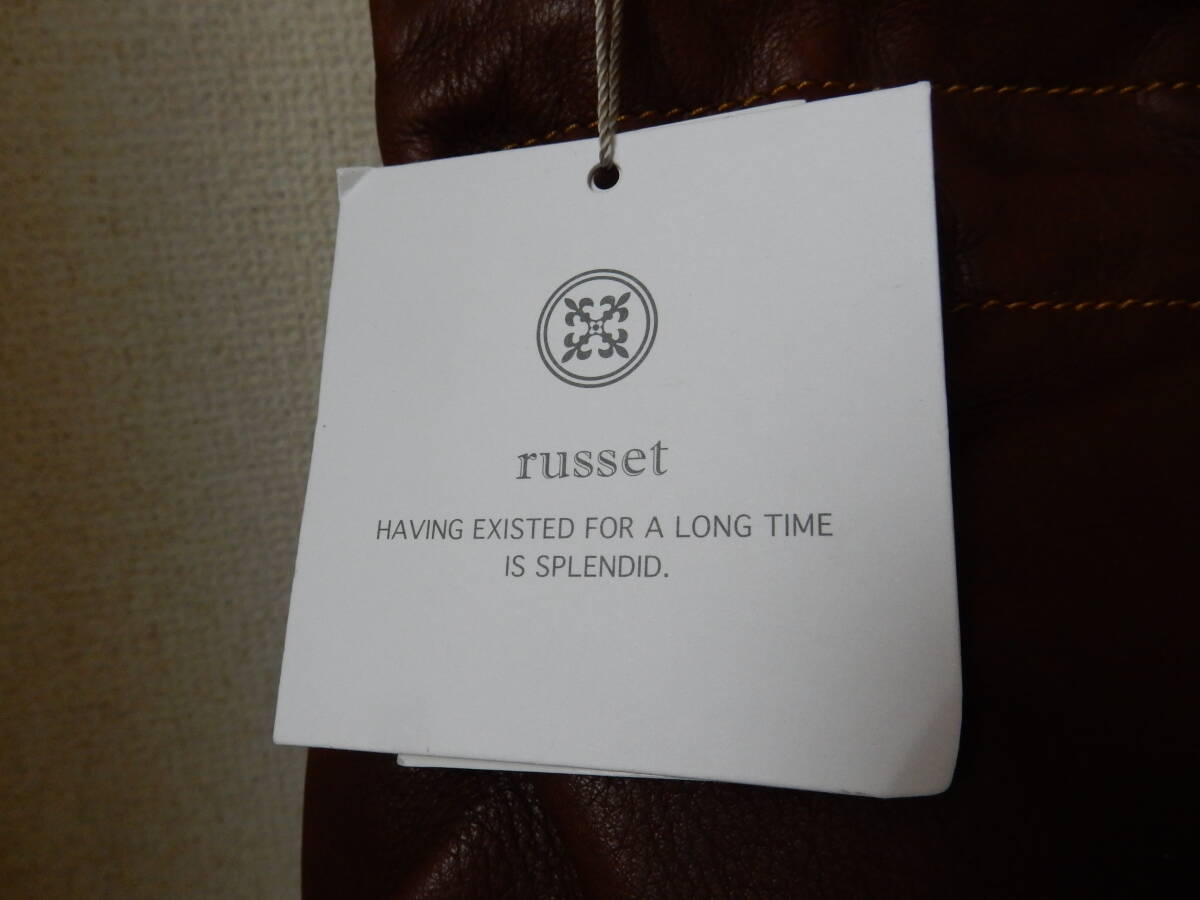 russet
HAVING EXISTED FOR A LONG TIME
IS SPLENDID.